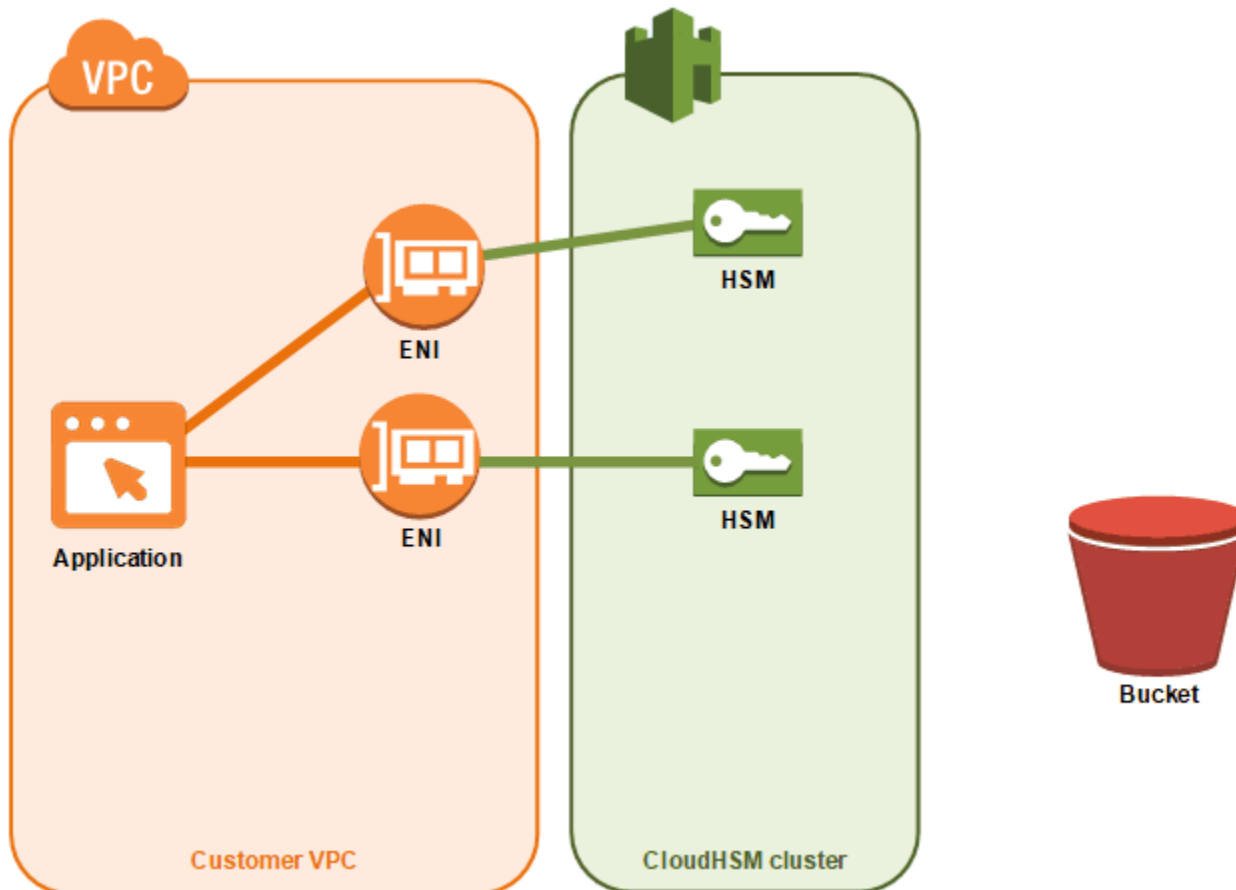 VPC
HSM
ENI
HSM
ENI
Application
Bucket
Customer VPC
CloudHSM cluster